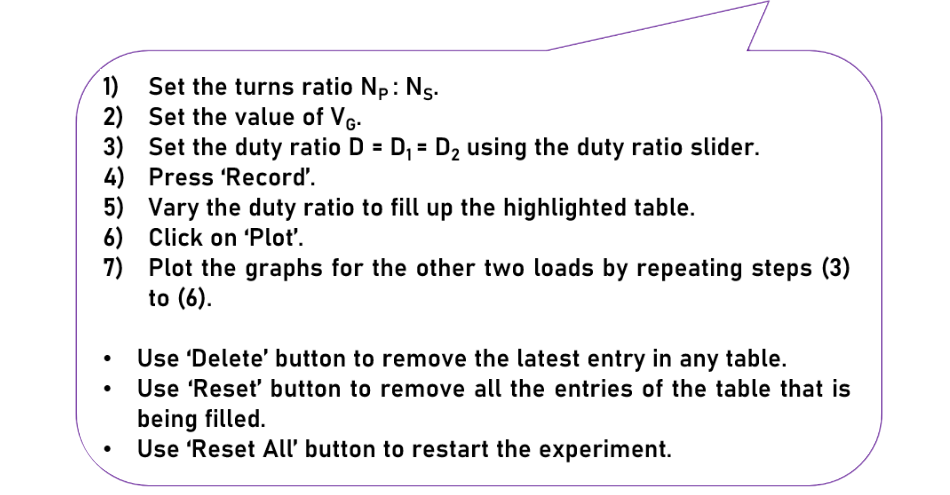 1) Set the turns ratio Nₚ : Nₛ.
2) Set the value of V_G.
3) Set the duty ratio D = D₁ = D₂ using the duty ratio slider.
4) Press ‘Record’.
5) Vary the duty ratio to fill up the highlighted table.
6) Click on ‘Plot’.
7) Plot the graphs for the other two loads by repeating steps (3)
to (6).
• Use ‘Delete’ button to remove the latest entry in any table.
• Use ‘Reset’ button to remove all the entries of the table that is
being filled.
• Use ‘Reset All’ button to restart the experiment.